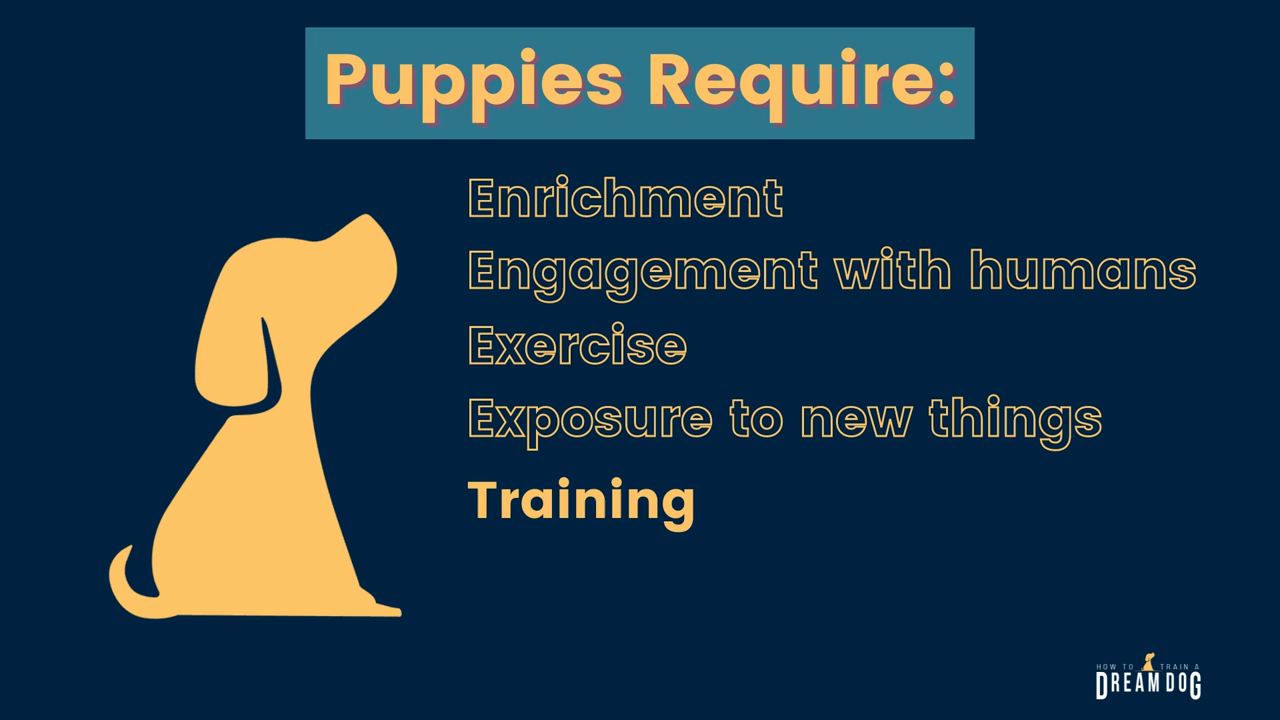 Puppies Require:
Enrichment
Engagement with humans
Exercise
Exposure to new things
Training
HOW TO TRAIN A
DREAM DOG